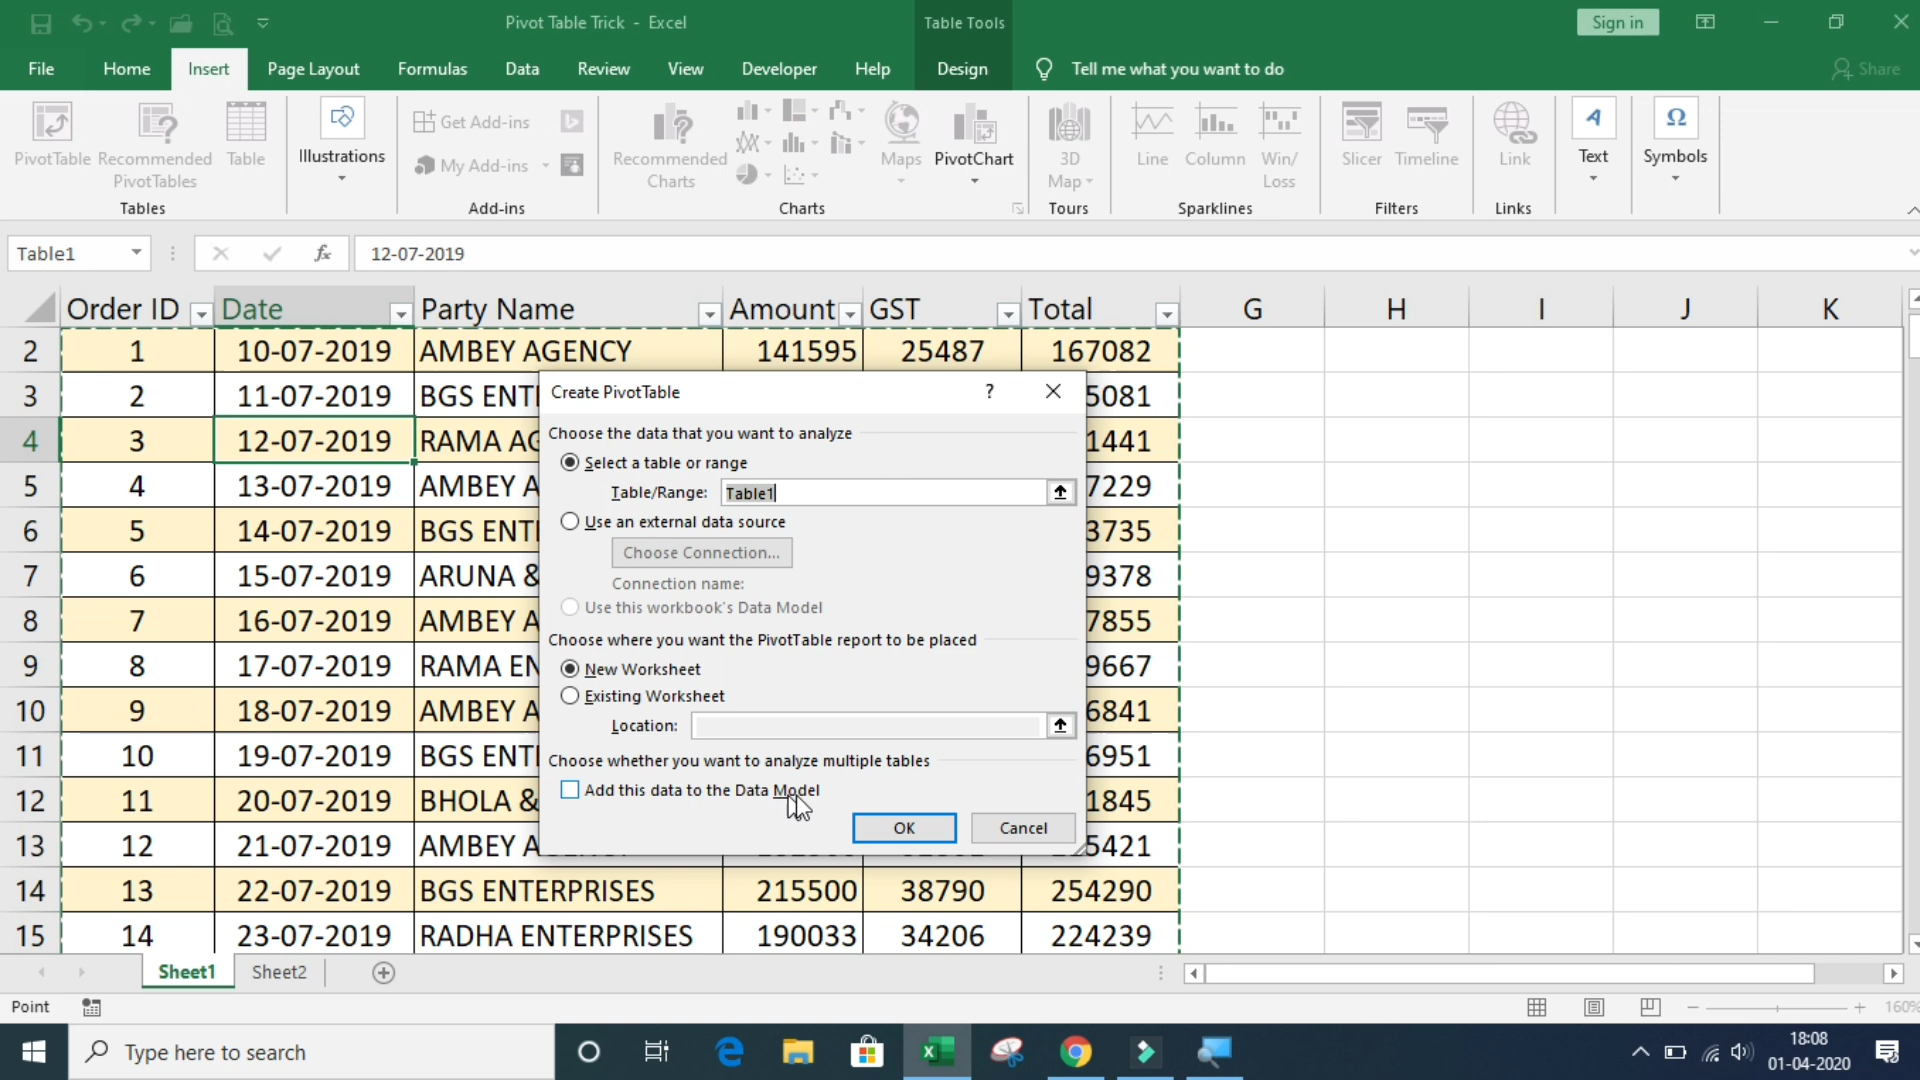 Pivot Table Trick - Excel
Table Tools
Sign in
File Home Insert Page Layout Formulas Data Review View Developer Help Design Tell me what you want to do Share
PivotTable Recommended PivotTables Table
Illustrations
Get Add-ins
My Add-ins
Recommended Charts
Maps PivotChart
3D Map
Line Column Win/Loss
Slicer Timeline
Link
Text
Symbols
Tables Add-ins Charts Tours Sparklines Filters Links
Table1 fx 12-07-2019
Order ID Date Party Name Amount GST Total G H I J K
2 1 10-07-2019 AMBEY AGENCY 141595 25487 167082
3 2 11-07-2019 BGS ENT 5081
4 3 12-07-2019 RAMA AG 1441
5 4 13-07-2019 AMBEY A 7229
6 5 14-07-2019 BGS ENT 3735
7 6 15-07-2019 ARUNA & 9378
8 7 16-07-2019 AMBEY A 7855
9 8 17-07-2019 RAMA EN 9667
10 9 18-07-2019 AMBEY A 6841
11 10 19-07-2019 BGS ENT 6951
12 11 20-07-2019 BHOLA & 1845
13 12 21-07-2019 AMBEY A 5421
14 13 22-07-2019 BGS ENTERPRISES 215500 38790 254290
15 14 23-07-2019 RADHA ENTERPRISES 190033 34206 224239
Create PivotTable ?
Choose the data that you want to analyze
Select a table or range
Table/Range: Table1
Use an external data source
Choose Connection...
Connection name:
Use this workbook's Data Model
Choose where you want the PivotTable report to be placed
New Worksheet
Existing Worksheet
Location:
Choose whether you want to analyze multiple tables
Add this data to the Data Model
OK Cancel
Sheet1 Sheet2
Point 160%
Type here to search
18:08
01-04-2020